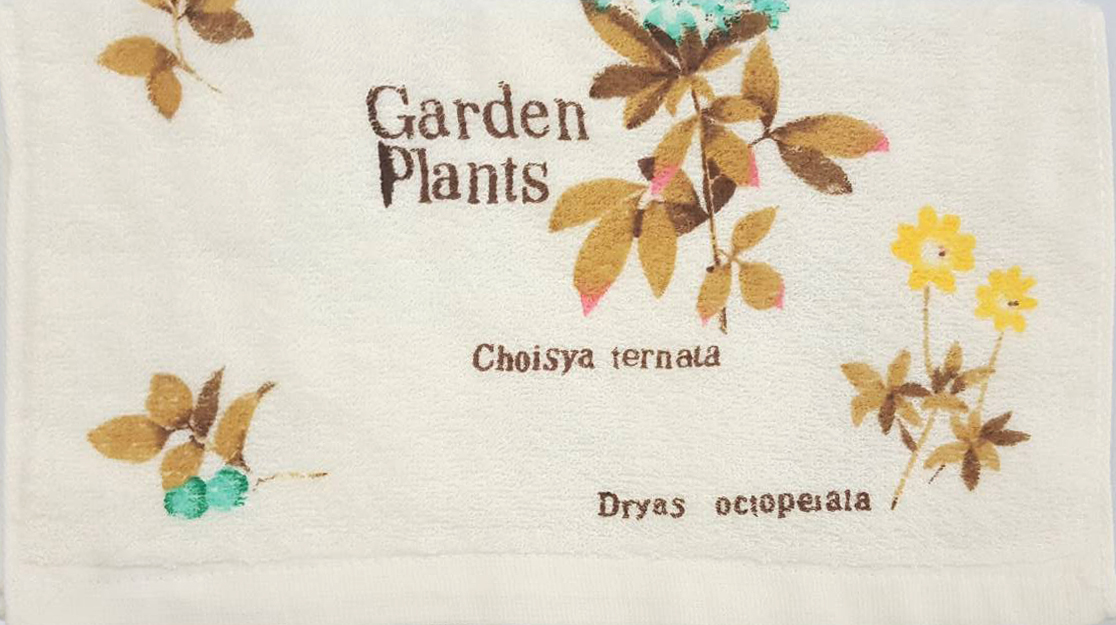 Garden
Plants
Choisya ternata
Dryas octopetala